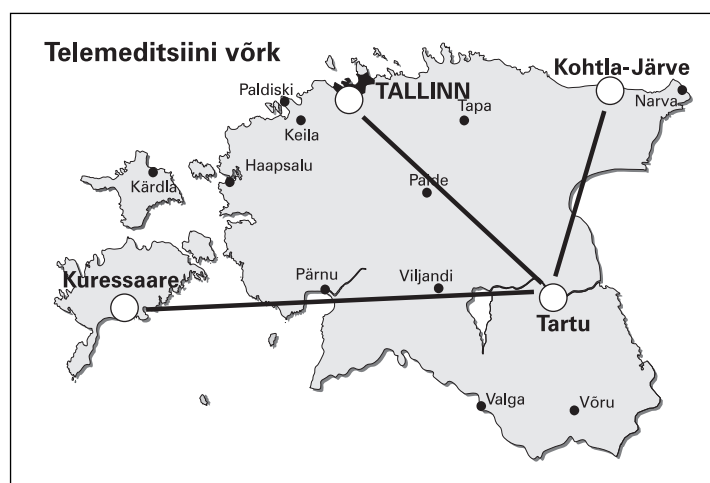 Telemeditsiini võrk
Kohtla-Järve
Paldiski
TALLINN
Tapa
Narva
Keila
Haapsalu
Kärdla
Paide
Kuressaare
Pärnu
Viljandi
Tartu
Valga
Võru